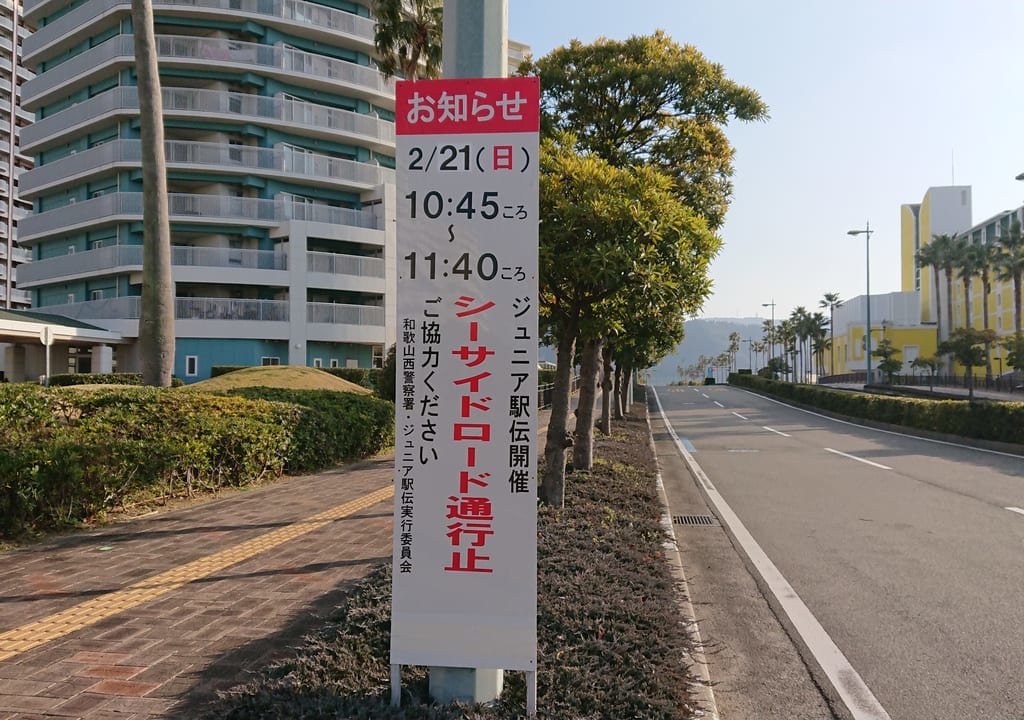 お知らせ
2/21(日)
10:45ころ
～
11:40ころ
ジュニア駅伝開催
シーサイドロード通行止
ご協力ください
和歌山西警察署・ジュニア駅伝実行委員会